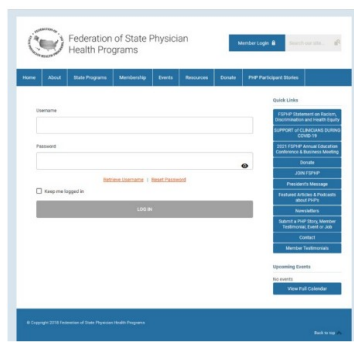 Federation of State Physician
Health Programs
Member Login
Search our site...
Home
About
State Programs
Membership
Events
Resources
Donate
PHP Participant Stories
Username
Password
Retrieve Username | Reset Password
Keep me logged in
LOG IN
Quick Links
FSPHP Statement on Racism,
Discrimination and Health Equity
SUPPORT of CLINICIANS DURING
COVID-19
2021 FSPHP Annual Education
Conference & Business Meeting
Donate
JOIN FSPHP
President's Message
Featured Articles & Podcasts
about PHPs
Newsletters
Submit a PHP Story, Member
Testimonial, Event or Job
Contact
Member Testimonials
Upcoming Events
No events
View Full Calendar
© Copyright 2018 Federation of State Physician Health Programs
Back to top